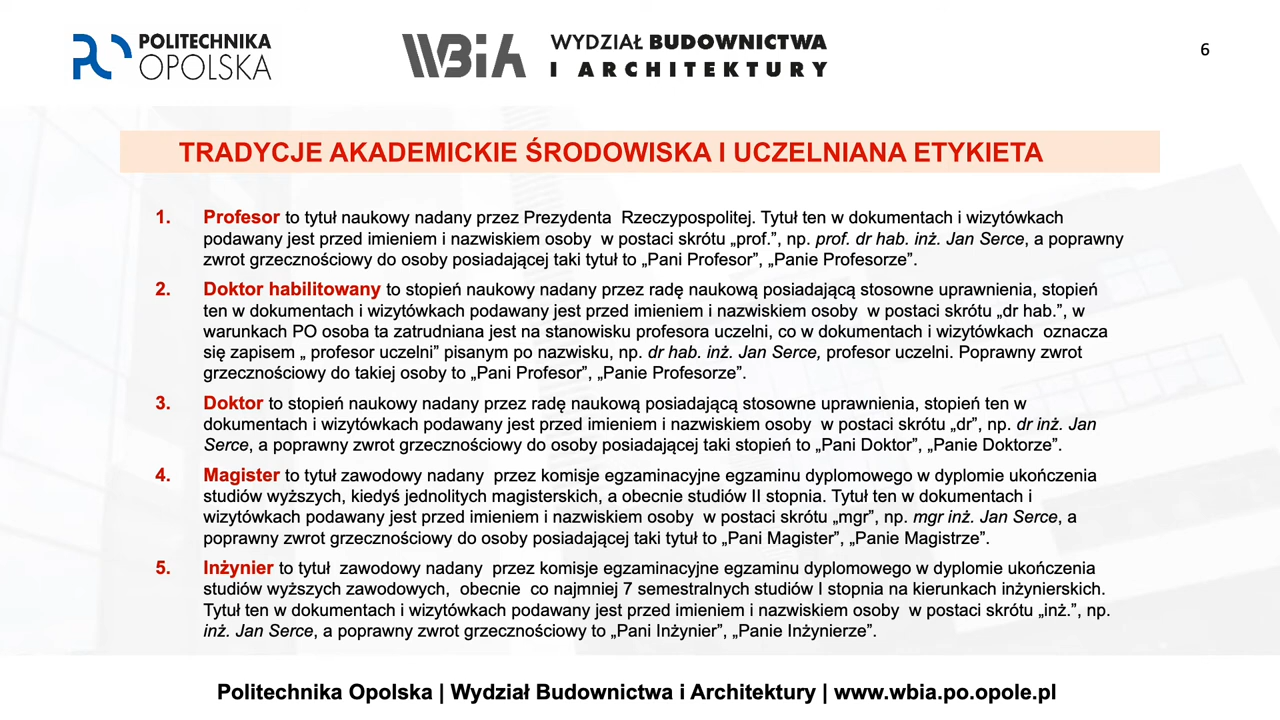 POLITECHNIKA
OPOLSKA
WBiA
WYDZIAŁ BUDOWNICTWA
I ARCHITEKTURY
6
TRADYCJE AKADEMICKIE ŚRODOWISKA I UCZELNIANA ETYKIETA
1. Profesor to tytuł naukowy nadany przez Prezydenta Rzeczypospolitej. Tytuł ten w dokumentach i wizytówkach
podawany jest przed imieniem i nazwiskiem osoby w postaci skrótu „prof.”, np. prof. dr hab. inż. Jan Serce, a poprawny
zwrot grzecznościowy do osoby posiadającej taki tytuł to „Pani Profesor”, „Panie Profesorze”.
2. Doktor habilitowany to stopień naukowy nadany przez radę naukową posiadającą stosowne uprawnienia, stopień
ten w dokumentach i wizytówkach podawany jest przed imieniem i nazwiskiem osoby w postaci skrótu „dr hab.”, w
warunkach PO osoba ta zatrudniana jest na stanowisku profesora uczelni, co w dokumentach i wizytówkach oznacza
się zapisem „ profesor uczelni” pisanym po nazwisku, np. dr hab. inż. Jan Serce, profesor uczelni. Poprawny zwrot
grzecznościowy do takiej osoby to „Pani Profesor”, „Panie Profesorze”.
3. Doktor to stopień naukowy nadany przez radę naukową posiadającą stosowne uprawnienia, stopień ten w
dokumentach i wizytówkach podawany jest przed imieniem i nazwiskiem osoby w postaci skrótu „dr”, np. dr inż. Jan
Serce, a poprawny zwrot grzecznościowy do osoby posiadającej taki stopień to „Pani Doktor”, „Panie Doktorze”.
4. Magister to tytuł zawodowy nadany przez komisje egzaminacyjne egzaminu dyplomowego w dyplomie ukończenia
studiów wyższych, kiedyś jednolitych magisterskich, a obecnie studiów II stopnia. Tytuł ten w dokumentach i
wizytówkach podawany jest przed imieniem i nazwiskiem osoby w postaci skrótu „mgr”, np. mgr inż. Jan Serce, a
poprawny zwrot grzecznościowy do osoby posiadającej taki tytuł to „Pani Magister”, „Panie Magistrze”.
5. Inżynier to tytuł zawodowy nadany przez komisje egzaminacyjne egzaminu dyplomowego w dyplomie ukończenia
studiów wyższych zawodowych, obecnie co najmniej 7 semestralnych studiów I stopnia na kierunkach inżynierskich.
Tytuł ten w dokumentach i wizytówkach podawany jest przed imieniem i nazwiskiem osoby w postaci skrótu „inż.”, np.
inż. Jan Serce, a poprawny zwrot grzecznościowy to „Pani Inżynier”, „Panie Inżynierze”.
Politechnika Opolska | Wydział Budownictwa i Architektury | www.wbia.po.opole.pl